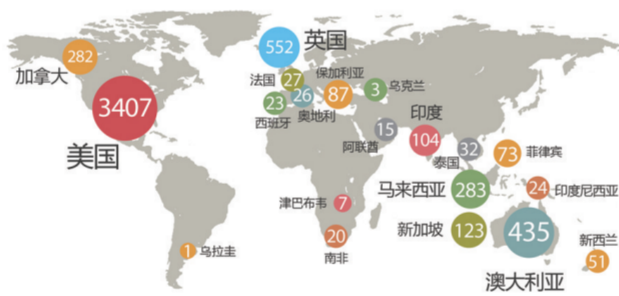 282
加拿大
3407
美国
552
英国
法国
27
26
奥地利
23
西班牙
保加利亚
87
3
乌克兰
15
阿联酋
印度
104
32
泰国
73
菲律宾
马来西亚
283
24
印度尼西亚
津巴布韦
7
20
南非
新加坡
123
435
澳大利亚
新西兰
51
1
乌拉圭